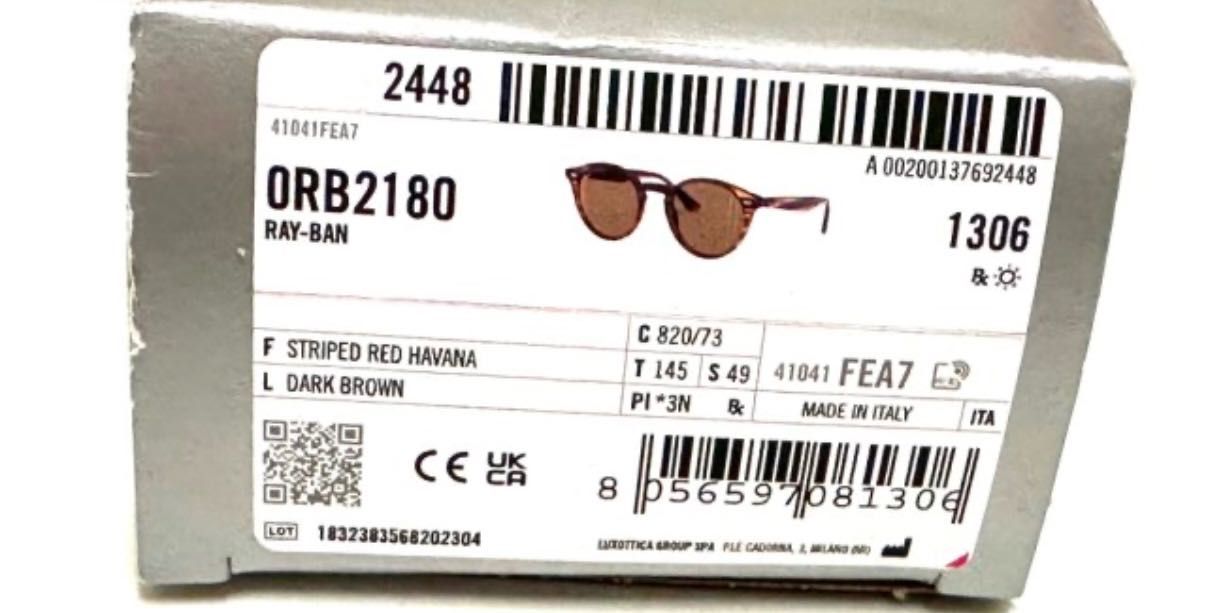 2448
41041FEA7
A 00200137692448
0RB2180
RAY-BAN
1306
Rx
C 820/73
F STRIPED RED HAVANA
T 145 S 49
41041 FEA7
L DARK BROWN
PI *3N Rx
MADE IN ITALY ITA
CE UK CA
8 056597 081306
LOT 1832383568202304
LUXOTTICA GROUP SPA P.LE CADORNA, 3, MILANO (MI)